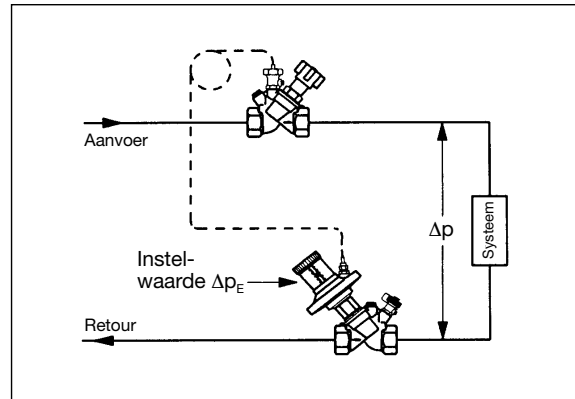 Aanvoer
Δp
Systeem
Instel-
waarde Δp_E
Retour